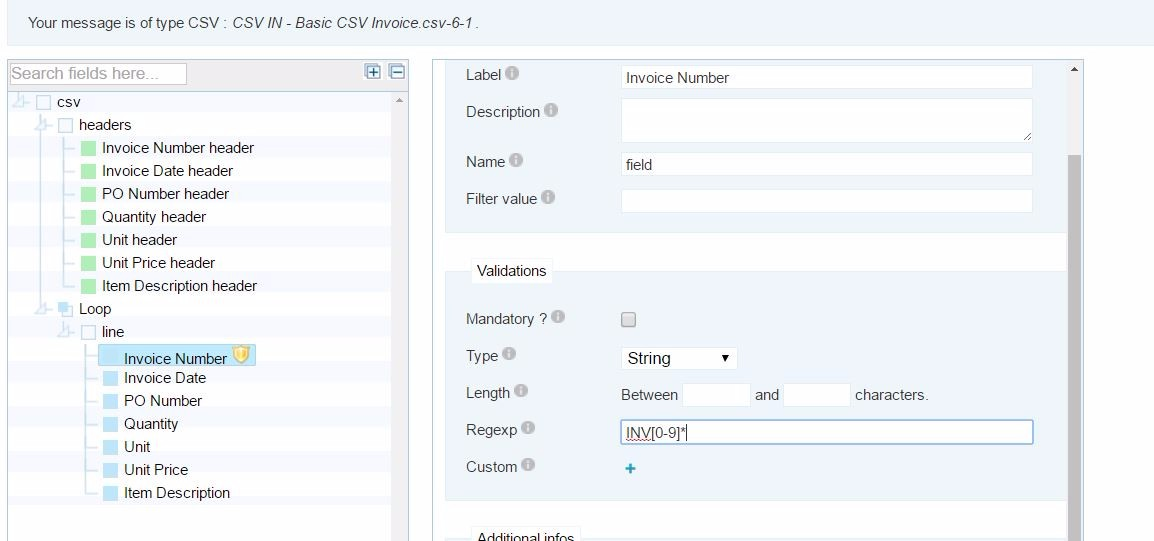 Your message is of type CSV : CSV IN - Basic CSV Invoice.csv-6-1 .
Search fields here...
csv
headers
Invoice Number header
Invoice Date header
PO Number header
Quantity header
Unit header
Unit Price header
Item Description header
Loop
line
Invoice Number
Invoice Date
PO Number
Quantity
Unit
Unit Price
Item Description
Label Invoice Number
Description
Name field
Filter value
Validations
Mandatory ?
Type String
Length Between and characters.
Regexp INV[0-9]*
Custom
Additional infos